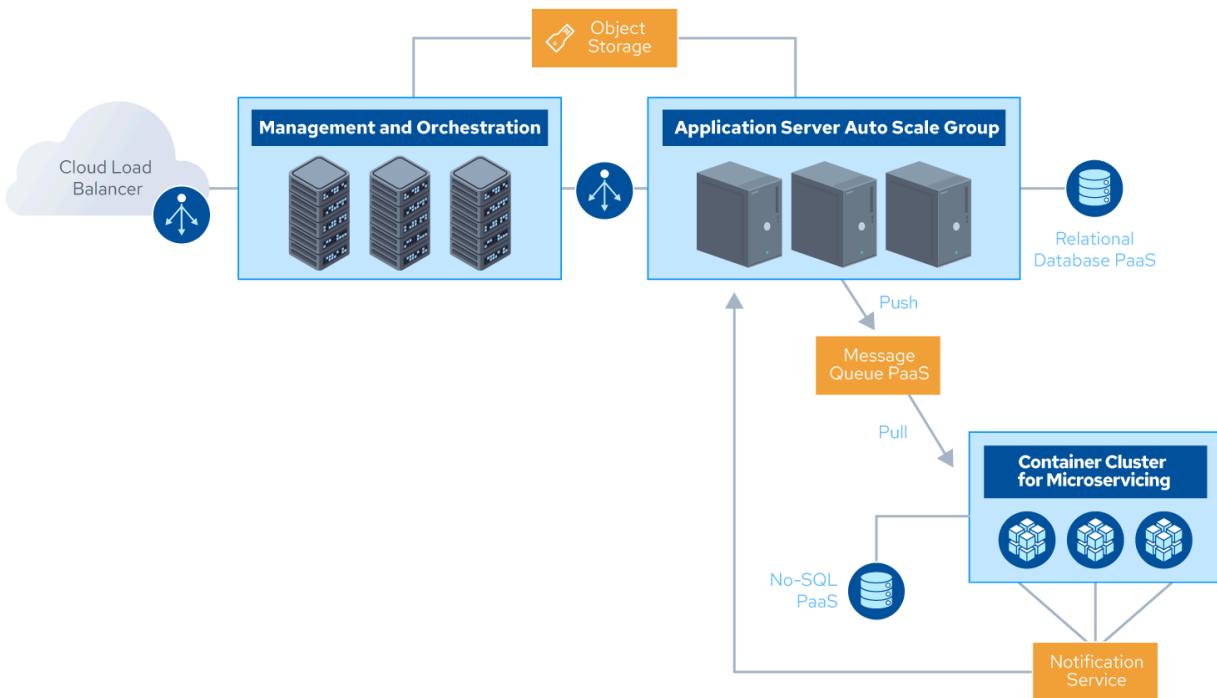 Object
Storage
Management and Orchestration
Application Server Auto Scale Group
Cloud Load
Balancer
Relational
Database PaaS
Push
Message
Queue PaaS
Pull
Container Cluster
for Microservicing
No-SQL
PaaS
Notification
Service